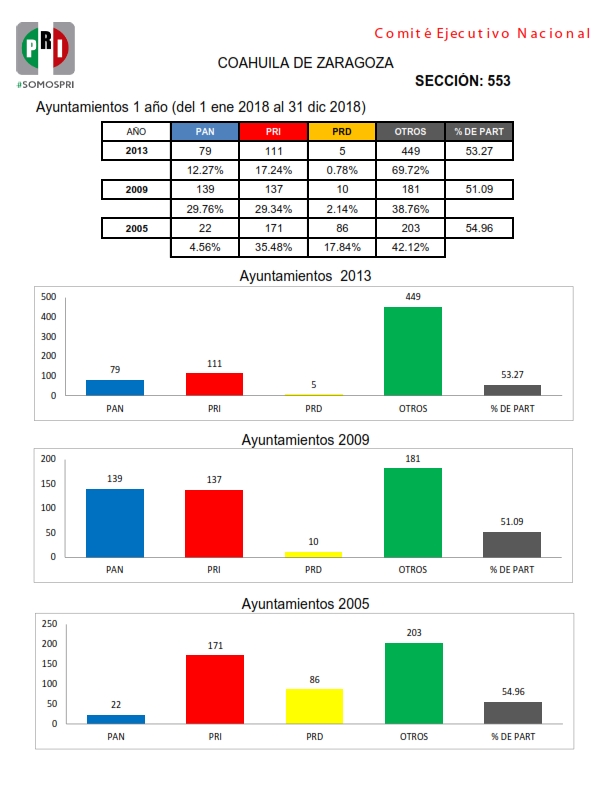 Comité Ejecutivo Nacional
PRI
#SOMOSPRI
COAHUILA DE ZARAGOZA
SECCIÓN: 553
Ayuntamientos 1 año (del 1 ene 2018 al 31 dic 2018)
AÑO PAN PRI PRD OTROS % DE PART
2013 79 111 5 449 53.27
12.27% 17.24% 0.78% 69.72%
2009 139 137 10 181 51.09
29.76% 29.34% 2.14% 38.76%
2005 22 171 86 203 54.96
4.56% 35.48% 17.84% 42.12%
Ayuntamientos 2013
500
400
300
200
100
0
79 111 5 449 53.27
PAN PRI PRD OTROS % DE PART
Ayuntamientos 2009
200
150
100
50
0
139 137 10 181 51.09
PAN PRI PRD OTROS % DE PART
Ayuntamientos 2005
250
200
150
100
50
0
22 171 86 203 54.96
PAN PRI PRD OTROS % DE PART